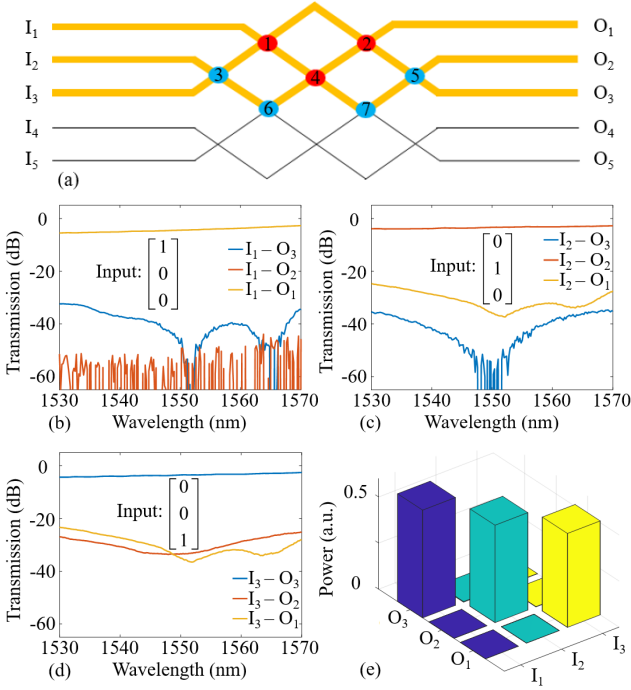 I1
I2
I3
I4
I5
1
2
3
4
5
6
7
O1
O2
O3
O4
O5
(a)
0
-20
-40
-60
Transmission (dB)
Input: [1 0 0]
I1 – O3
I1 – O2
I1 – O1
1530 1540 1550 1560 1570
(b) Wavelength (nm)
0
-20
-40
-60
Transmission (dB)
Input: [0 1 0]
I2 – O3
I2 – O2
I2 – O1
1530 1540 1550 1560 1570
(c) Wavelength (nm)
0
-20
-40
-60
Transmission (dB)
Input: [0 0 1]
I3 – O3
I3 – O2
I3 – O1
1530 1540 1550 1560 1570
(d) Wavelength (nm)
0.5
0
Power (a.u.)
O3
O2
O1
I1
I2
I3
(e)